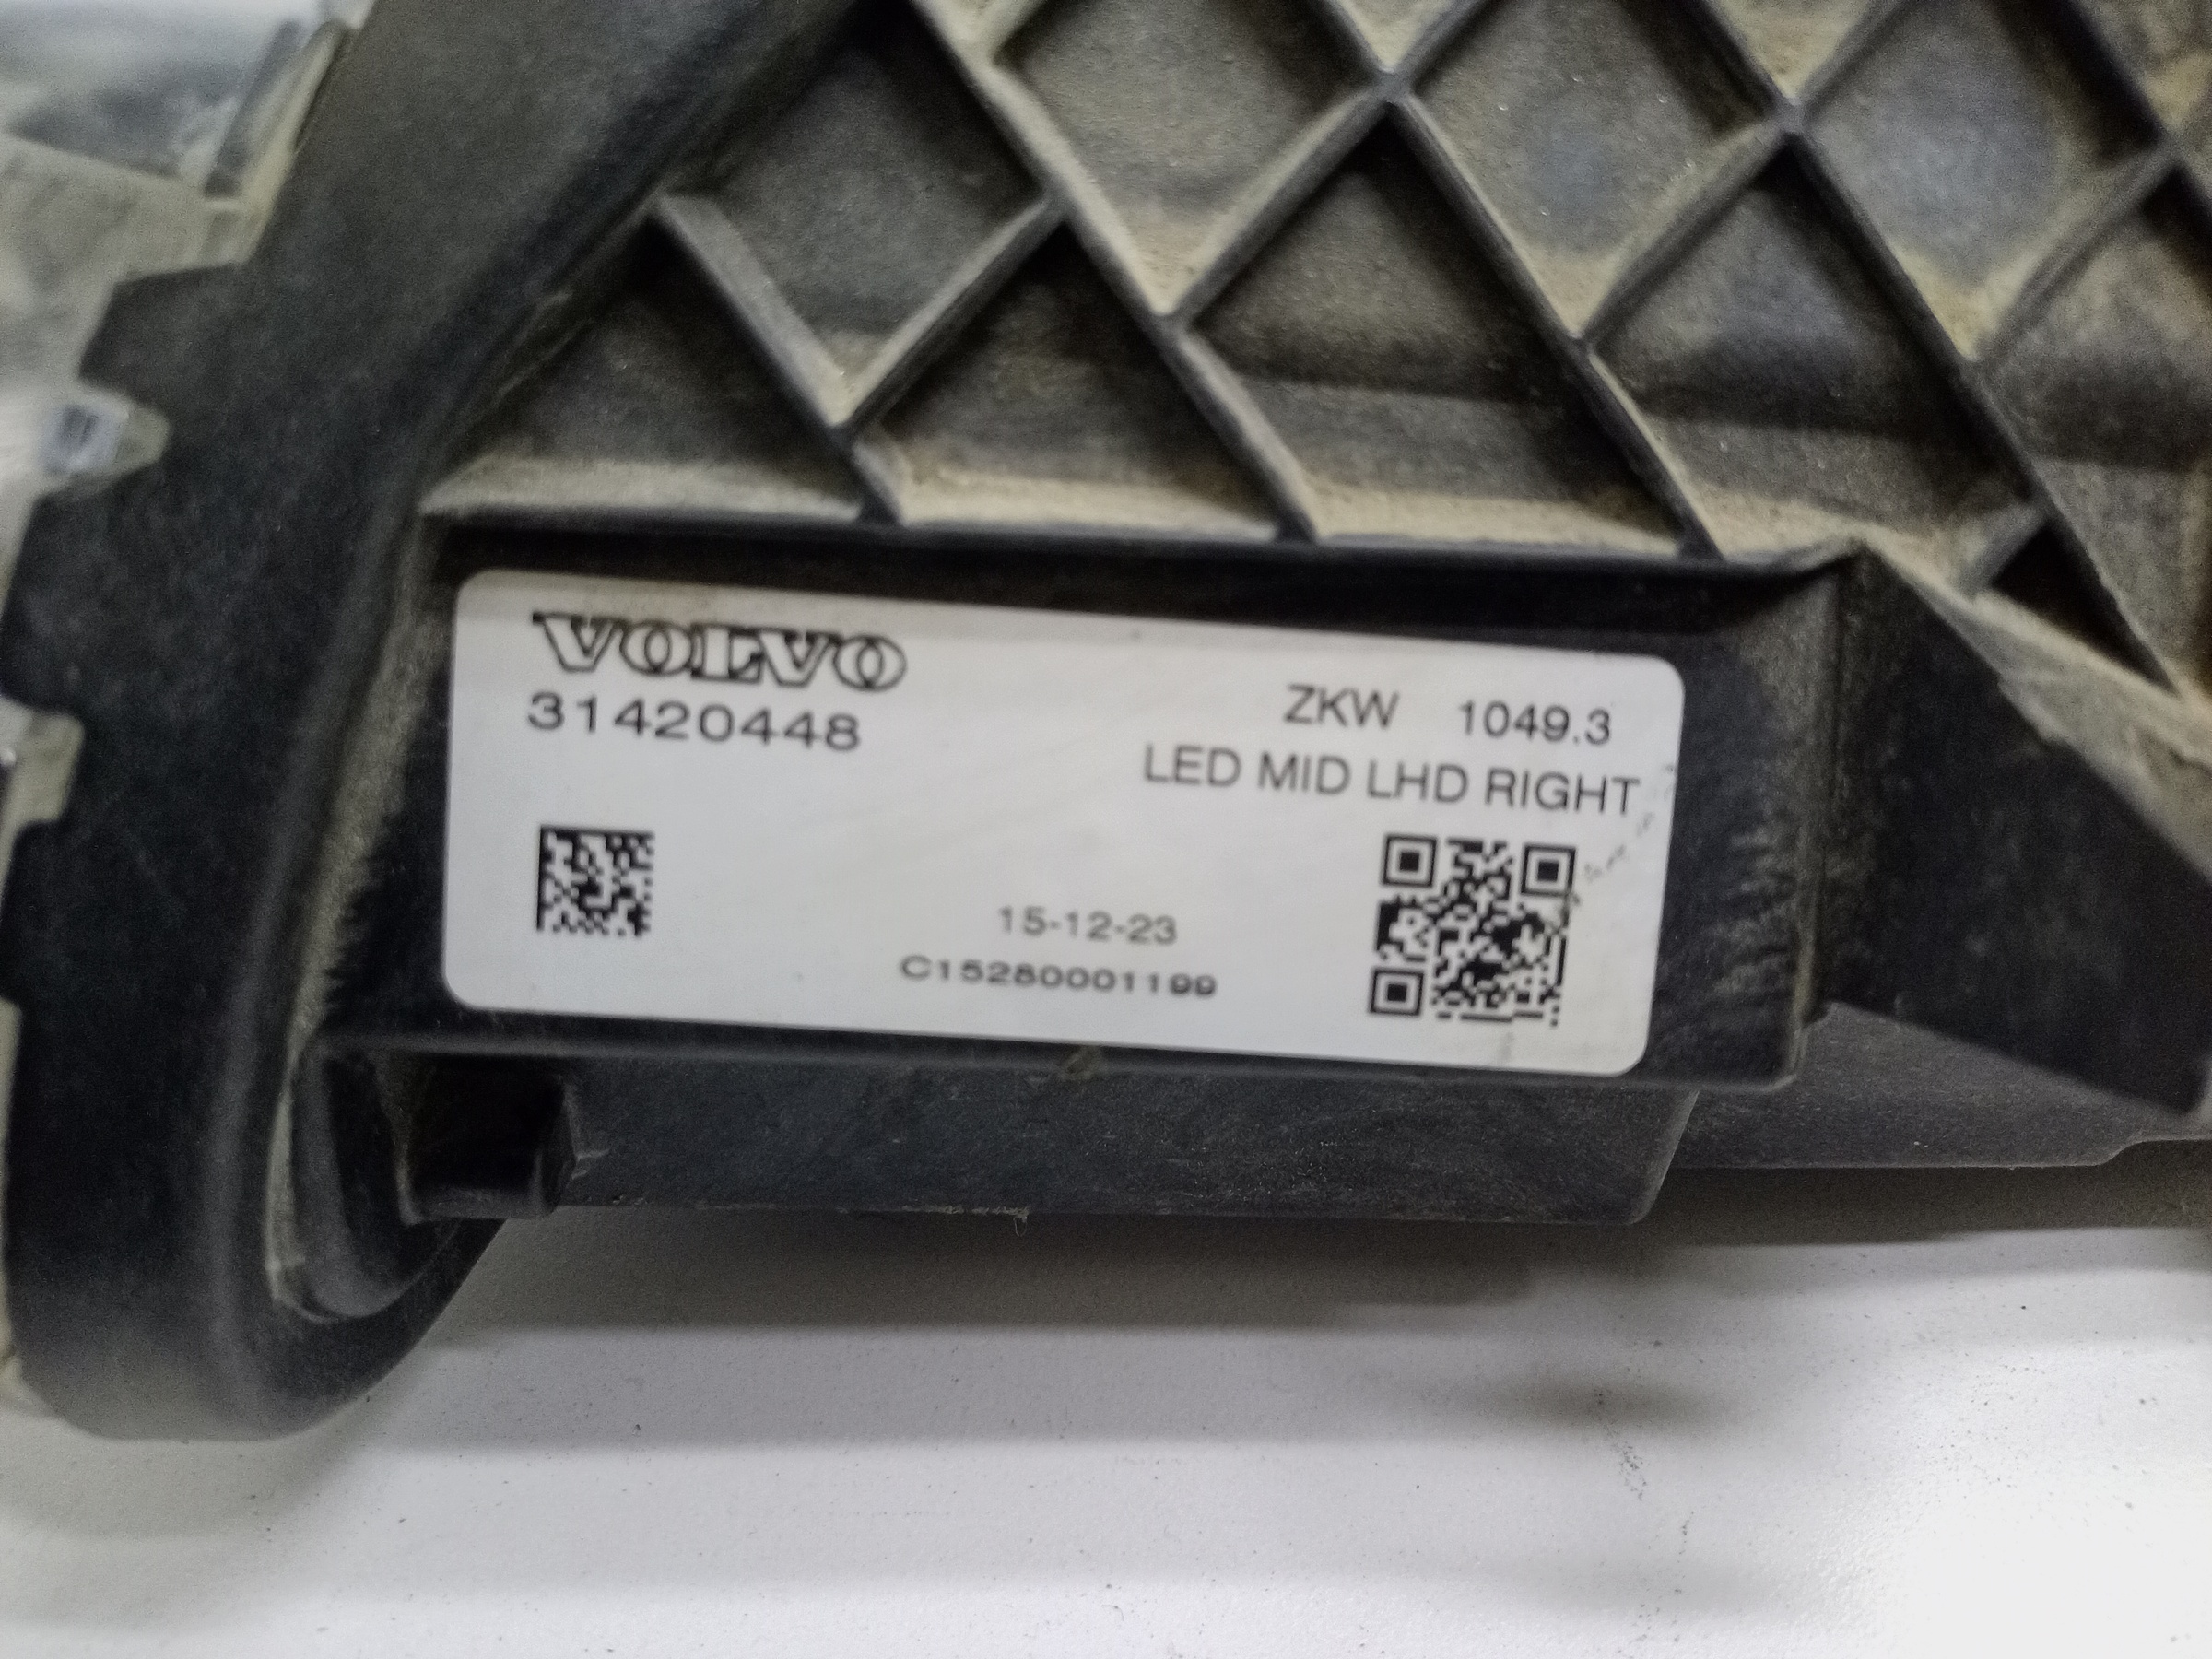 VOLVO
31420448
ZKW 1049.3
LED MID LHD RIGHT
15-12-23
C15280001199